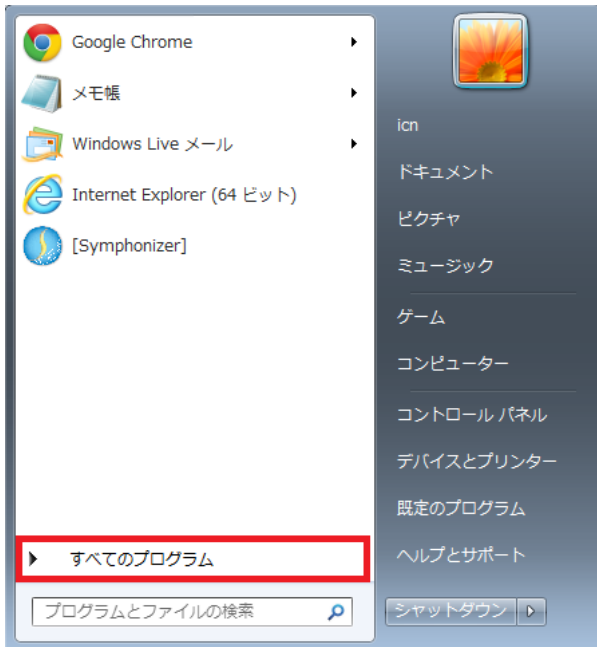 Google Chrome
メモ帳
Windows Live メール
Internet Explorer (64 ビット)
[Symphonizer]
すべてのプログラム
プログラムとファイルの検索
icn
ドキュメント
ピクチャ
ミュージック
ゲーム
コンピューター
コントロール パネル
デバイスとプリンター
既定のプログラム
ヘルプとサポート
シャットダウン